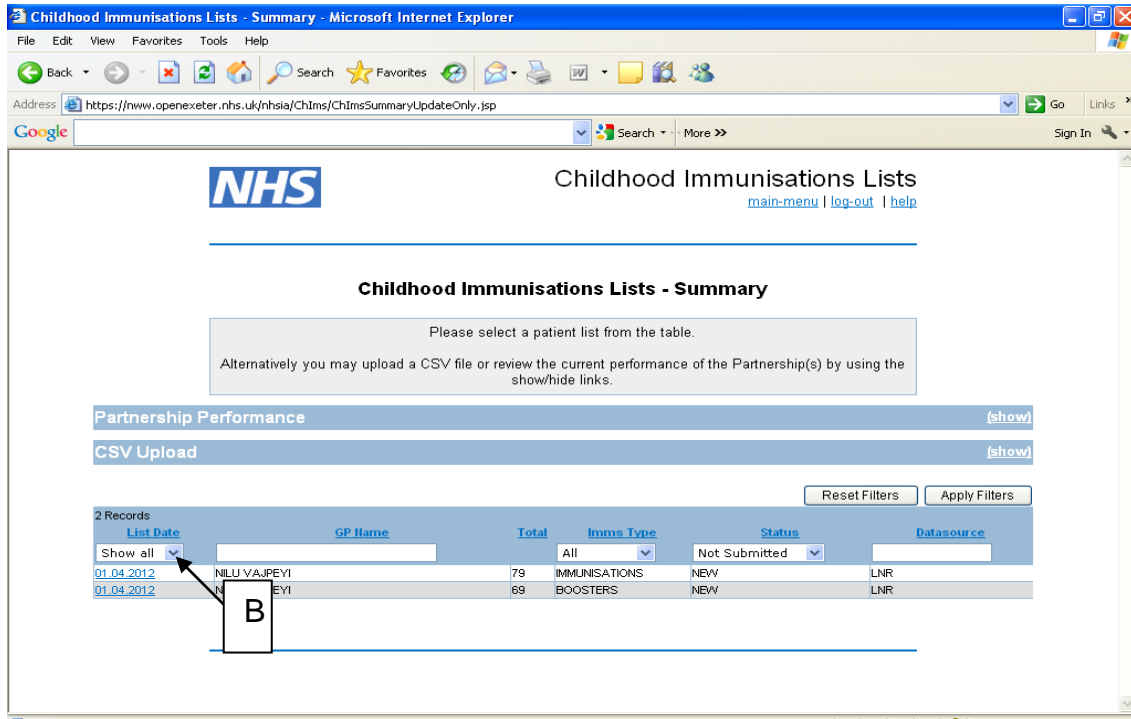 Childhood Immunisations Lists - Summary - Microsoft Internet Explorer
File Edit View Favorites Tools Help
Back Search Favorites
Address https://nww.openexeter.nhs.uk/nhsia/ChIms/ChImsSummaryUpdateOnly.jsp Go Links »
Google Search More >> Sign In
NHS Childhood Immunisations Lists
main-menu | log-out | help
Childhood Immunisations Lists - Summary
Please select a patient list from the table.
Alternatively you may upload a CSV file or review the current performance of the Partnership(s) by using the
show/hide links.
Partnership Performance (show)
CSV Upload (show)
Reset Filters Apply Filters
2 Records
List Date GP Name Total Imms Type Status Datasource
Show all All Not Submitted
01.04.2012 NILU VAJPEYI 79 IMMUNISATIONS NEW LNR
01.04.2012 69 BOOSTERS NEW LNR
B